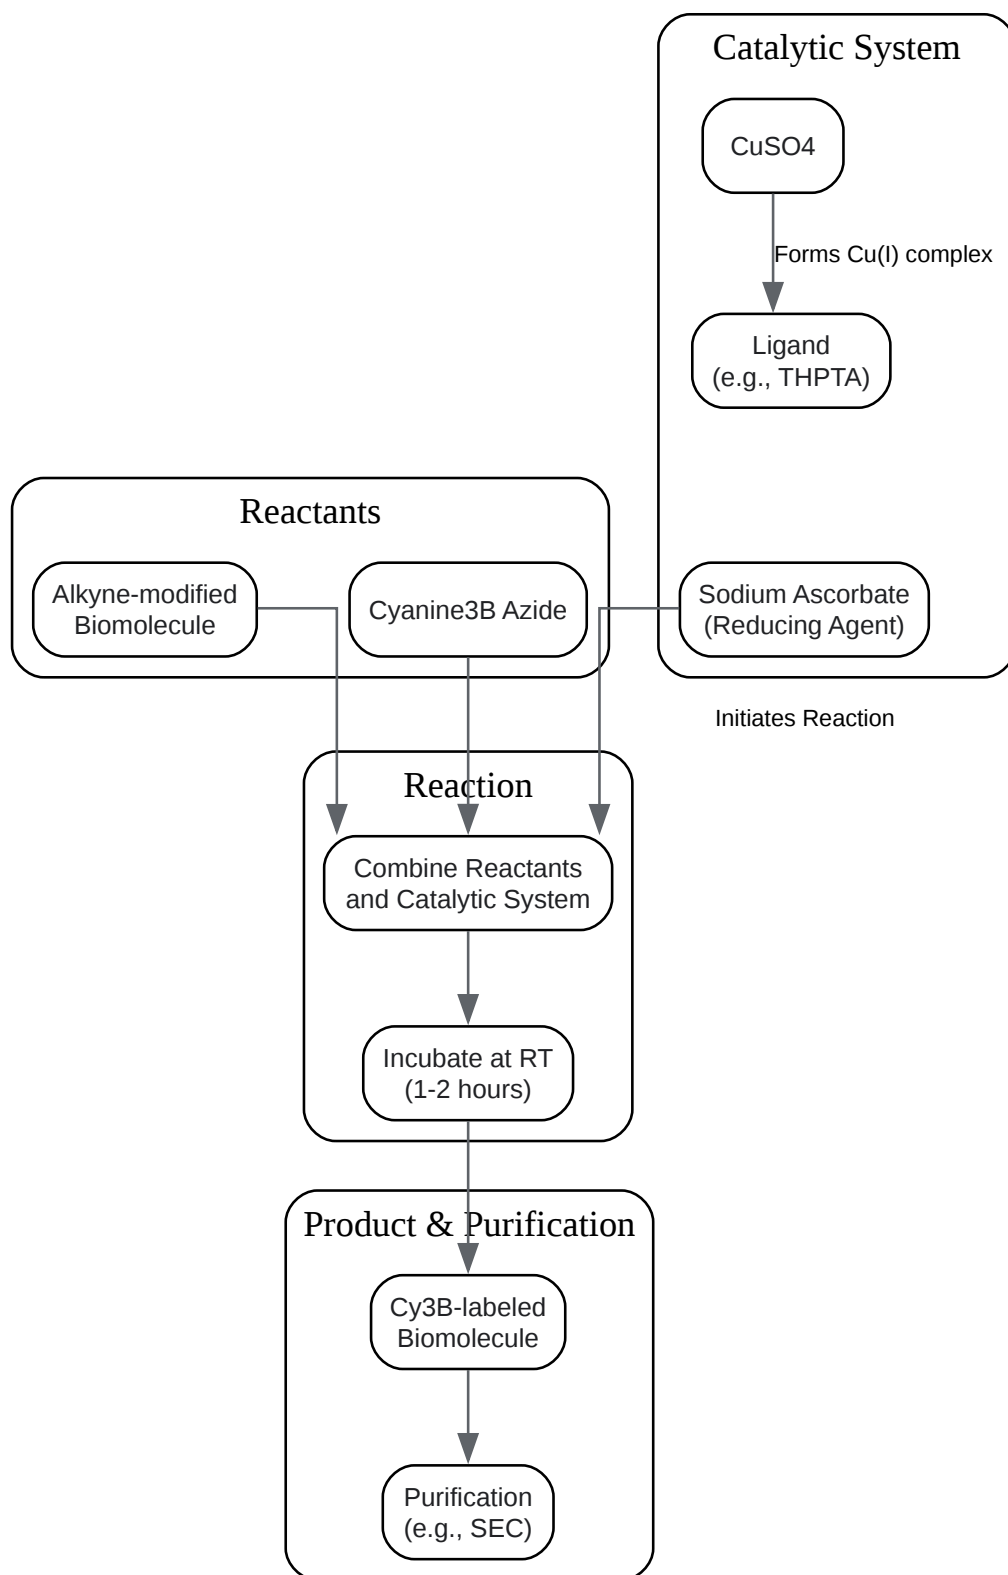 Catalytic System
CuSO4
Forms Cu(I) complex
Ligand
(e.g., THPTA)
Reactants
Alkyne-modified
Biomolecule
Cyanine3B Azide
Sodium Ascorbate
(Reducing Agent)
Initiates Reaction
Reaction
Combine Reactants
and Catalytic System
Incubate at RT
(1-2 hours)
Product & Purification
Cy3B-labeled
Biomolecule
Purification
(e.g., SEC)